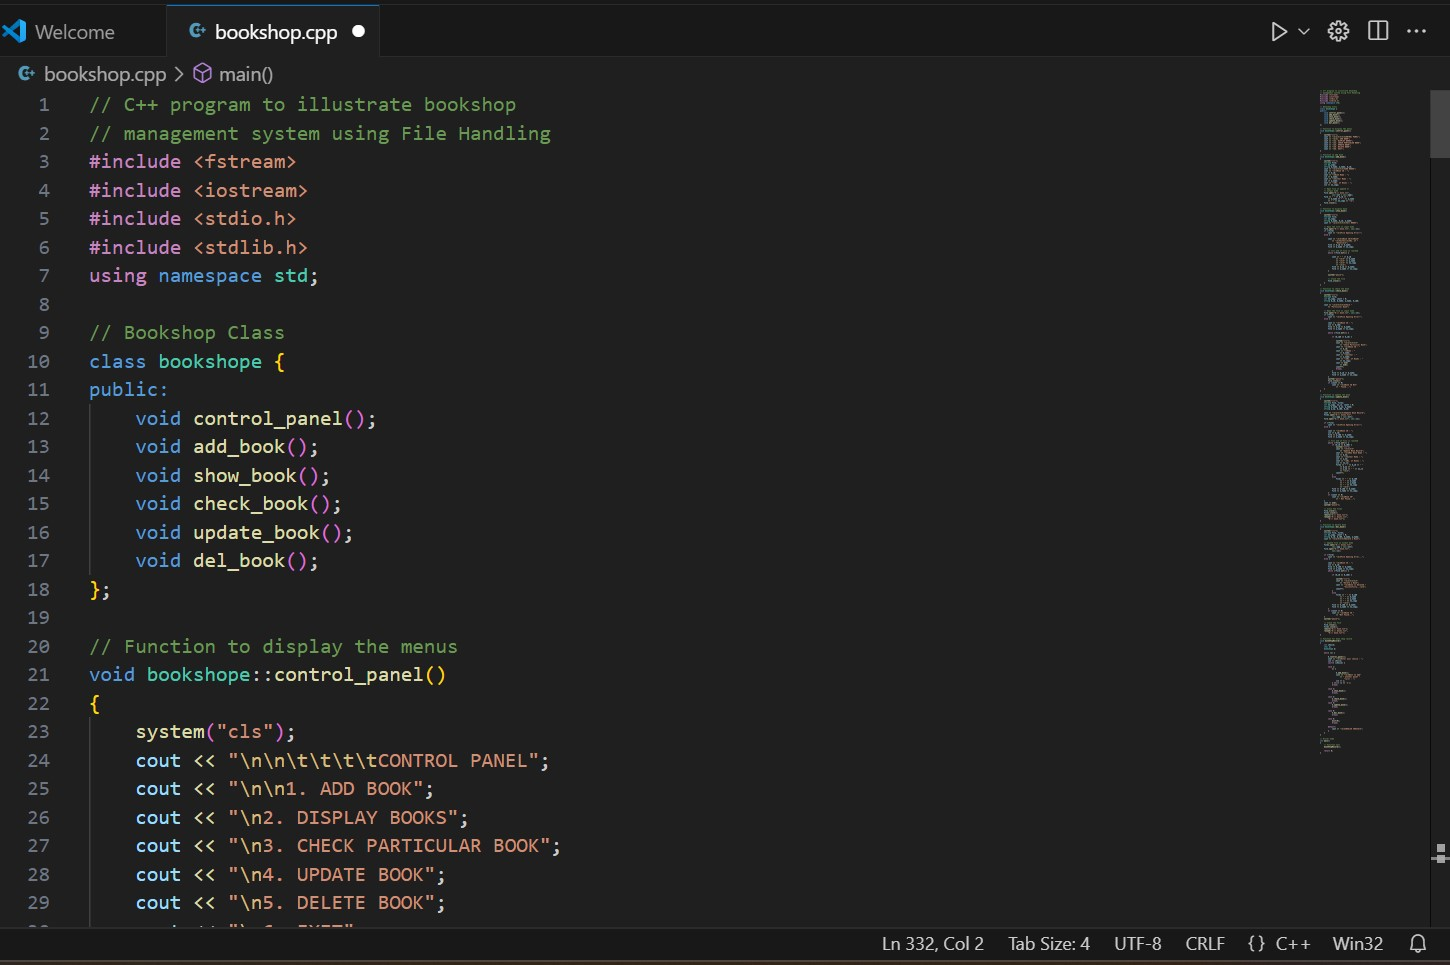 Welcome
bookshop.cpp
bookshop.cpp > main()
1 // C++ program to illustrate bookshop
2 // management system using File Handling
3 #include <fstream>
4 #include <iostream>
5 #include <stdio.h>
6 #include <stdlib.h>
7 using namespace std;
8
9 // Bookshop Class
10 class bookshope {
11 public:
12     void control_panel();
13     void add_book();
14     void show_book();
15     void check_book();
16     void update_book();
17     void del_book();
18 };
19
20 // Function to display the menus
21 void bookshope::control_panel()
22 {
23     system("cls");
24     cout << "\n\n\t\t\t\tCONTROL PANEL";
25     cout << "\n\n1. ADD BOOK";
26     cout << "\n2. DISPLAY BOOKS";
27     cout << "\n3. CHECK PARTICULAR BOOK";
28     cout << "\n4. UPDATE BOOK";
29     cout << "\n5. DELETE BOOK";
Ln 332, Col 2 Tab Size: 4 UTF-8 CRLF {} C++ Win32